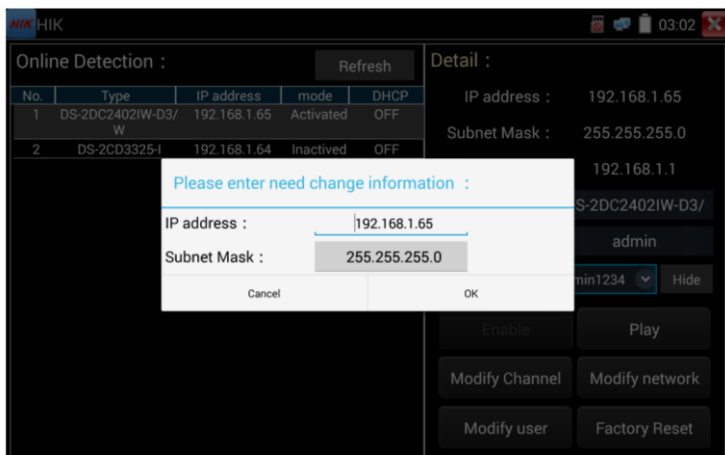 HIK HIK 03:02
Online Detection : Refresh
No. Type IP address mode DHCP
1 DS-2DC2402IW-D3/W 192.168.1.65 Activated OFF
2 DS-2CD3325-I 192.168.1.64 Inactived OFF
Detail :
IP address : 192.168.1.65
Subnet Mask : 255.255.255.0
192.168.1.1
S-2DC2402IW-D3/
admin
min1234 Hide
Enable Play
Modify Channel Modify network
Modify user Factory Reset
Please enter need change information :
IP address : 192.168.1.65
Subnet Mask : 255.255.255.0
Cancel OK